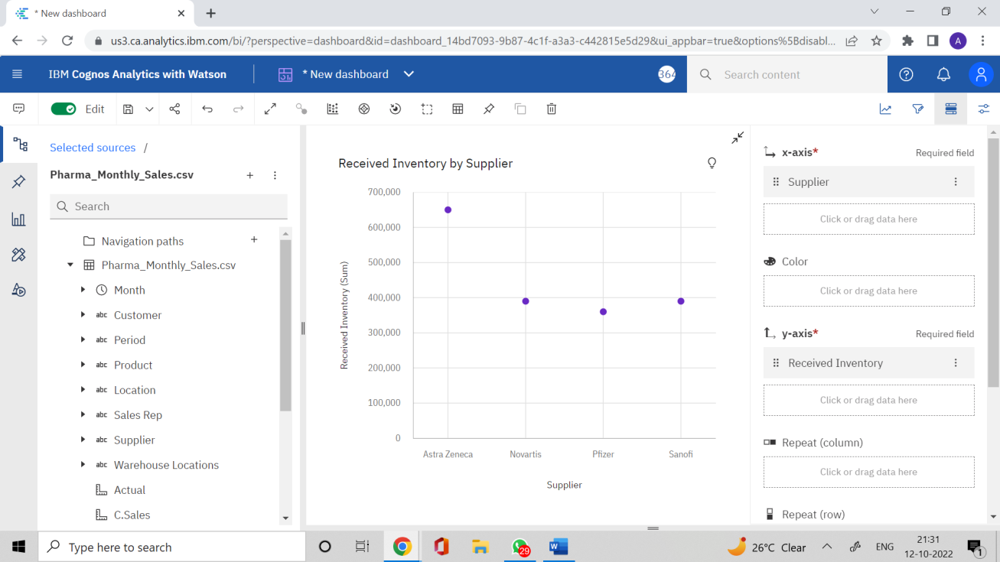 * New dashboard
us3.ca.analytics.ibm.com/bi/?perspective=dashboard&id=dashboard_14bd7093-9b87-4c1f-a3a3-c442815e5d29&ui_appbar=true&options%5Bdisabl...
A
IBM Cognos Analytics with Watson
* New dashboard
364
Search content
Edit
Selected sources /
Pharma_Monthly_Sales.csv
Search
Navigation paths
Pharma_Monthly_Sales.csv
Month
abc Customer
abc Period
abc Product
abc Location
abc Sales Rep
abc Supplier
abc Warehouse Locations
Actual
C.Sales
Received Inventory by Supplier
Received Inventory (Sum)
700,000
600,000
500,000
400,000
300,000
200,000
100,000
0
Astra Zeneca
Novartis
Pfizer
Sanofi
Supplier
x-axis*
Required field
Supplier
Click or drag data here
Color
Click or drag data here
y-axis*
Required field
Received Inventory
Click or drag data here
Repeat (column)
Click or drag data here
Repeat (row)
Type here to search
29
26°C Clear
ENG
21:31
12-10-2022
1